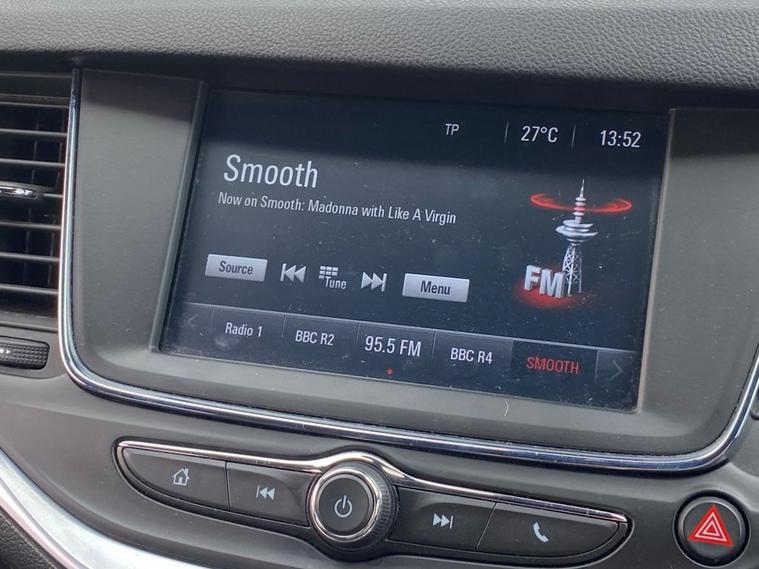 TP 27°C 13:52
Smooth
Now on Smooth: Madonna with Like A Virgin
FM
Source Tune Menu
Radio 1 BBC R2 95.5 FM BBC R4 SMOOTH